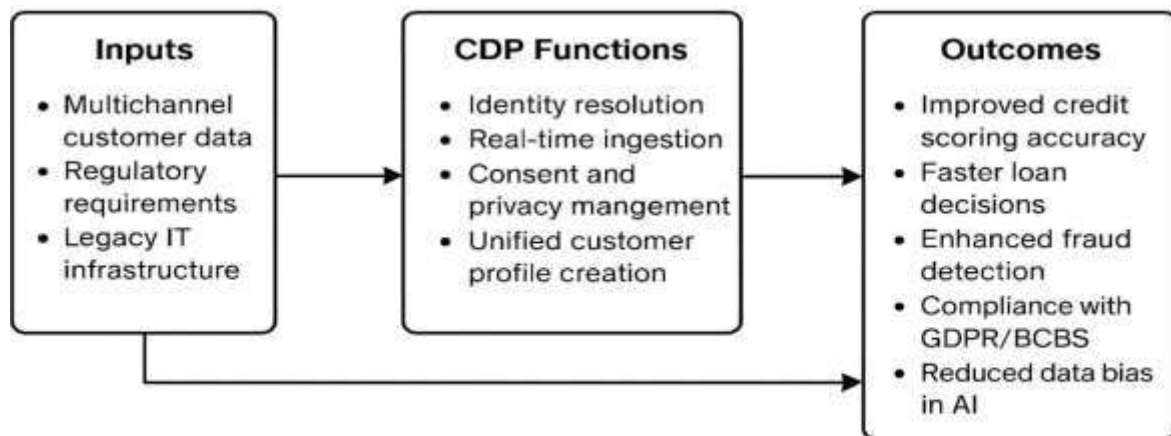 Inputs
• Multichannel
customer data
• Regulatory
requirements
• Legacy IT
infrastructure
CDP Functions
• Identity resolution
• Real-time ingestion
• Consent and
privacy mangement
• Unified customer
profile creation
Outcomes
• Improved credit
scoring accuracy
• Faster loan
decisions
• Enhanced fraud
detection
• Compliance with
GDPR/BCBS
• Reduced data bias
in AI